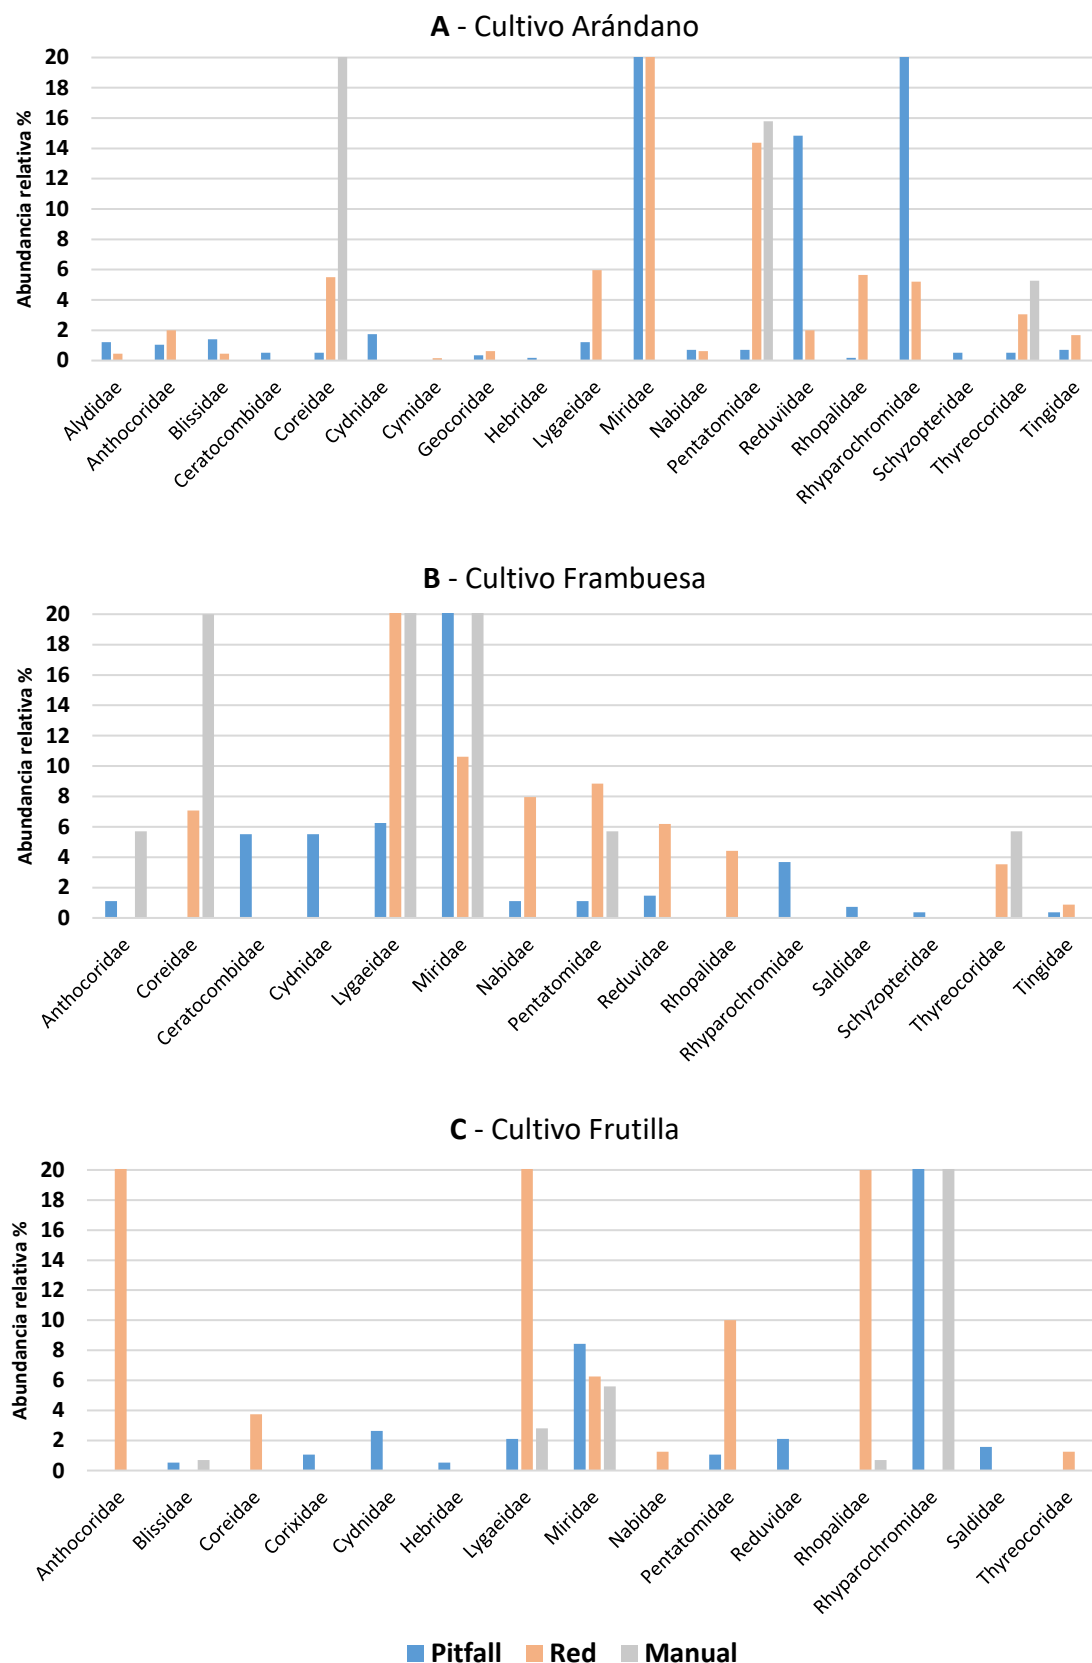 A - Cultivo Arándano
Abundancia relativa %
20
18
16
14
12
10
8
6
4
2
0
Alydidae
Anthocoridae
Blissidae
Ceratocombidae
Coreidae
Cydnidae
Cymidae
Geocoridae
Hebridae
Lygaeidae
Miridae
Nabidae
Pentatomidae
Reduviidae
Rhopalidae
Rhyparochromidae
Schyzopteridae
Thyreocoridae
Tingidae
B - Cultivo Frambuesa
Abundancia relativa %
20
18
16
14
12
10
8
6
4
2
0
Anthocoridae
Coreidae
Ceratocombidae
Cydnidae
Lygaeidae
Miridae
Nabidae
Pentatomidae
Reduvidae
Rhopalidae
Rhyparochromidae
Saldidae
Schyzopteridae
Thyreocoridae
Tingidae
C - Cultivo Frutilla
Abundancia relativa %
20
18
16
14
12
10
8
6
4
2
0
Anthocoridae
Blissidae
Coreidae
Corixidae
Cydnidae
Hebridae
Lygaeidae
Miridae
Nabidae
Pentatomidae
Reduvidae
Rhopalidae
Rhyparochromidae
Saldidae
Thyreocoridae
Pitfall Red Manual